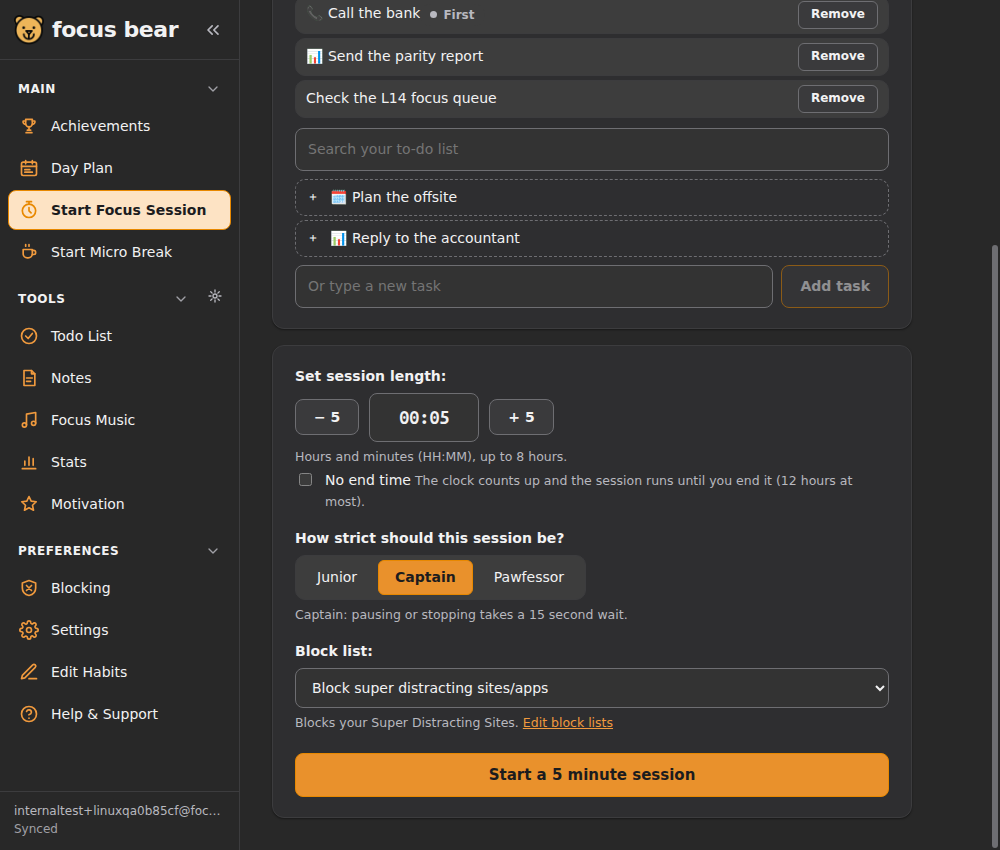 focus bear
MAIN
Achievements
Day Plan
Start Focus Session
Start Micro Break
TOOLS
Todo List
Notes
Focus Music
Stats
Motivation
PREFERENCES
Blocking
Settings
Edit Habits
Help & Support
internaltest+linuxqa0b85cf@foc...
Synced
📞 Call the bank ● First
Remove
📊 Send the parity report
Remove
Check the L14 focus queue
Remove
Search your to-do list
+ 🗓️ Plan the offsite
+ 📊 Reply to the accountant
Or type a new task
Add task
Set session length:
− 5
00:05
+ 5
Hours and minutes (HH:MM), up to 8 hours.
No end time The clock counts up and the session runs until you end it (12 hours at
most).
How strict should this session be?
Junior
Captain
Pawfessor
Captain: pausing or stopping takes a 15 second wait.
Block list:
Block super distracting sites/apps
Blocks your Super Distracting Sites. Edit block lists
Start a 5 minute session